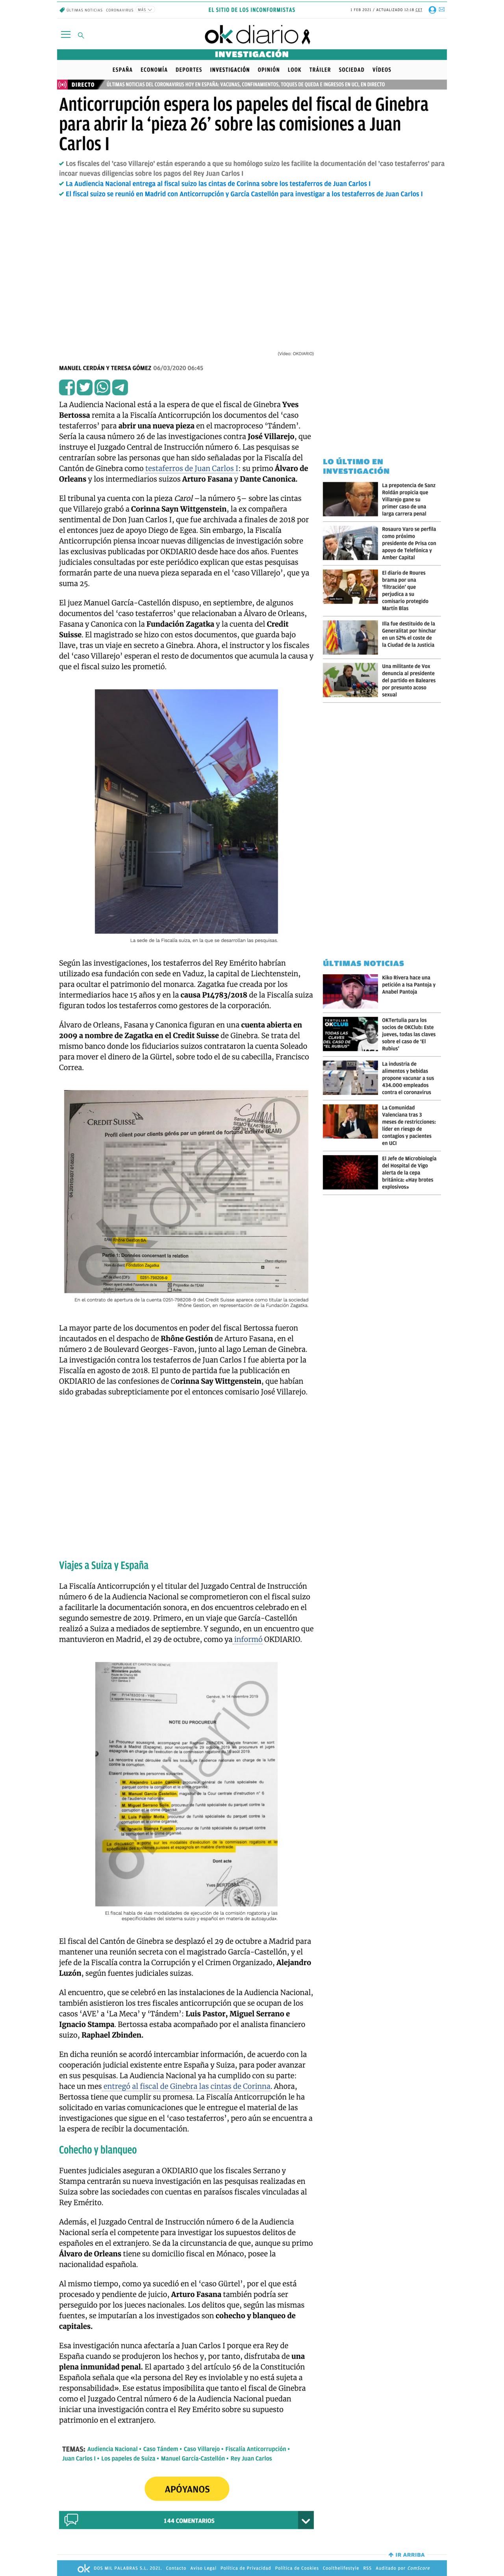 ÚLTIMAS NOTICIAS CORONAVIRUS MÁS
EL SITIO DE LOS INCONFORMISTAS
1 FEB 2021 / ACTUALIZADO 17:18 CET
okdiario
INVESTIGACIÓN
ESPAÑA ECONOMÍA DEPORTES INVESTIGACIÓN OPINIÓN LOOK TRÁILER SOCIEDAD VÍDEOS
DIRECTO ÚLTIMAS NOTICIAS DEL CORONAVIRUS HOY EN ESPAÑA: VACUNAS, CONFINAMIENTOS, TOQUES DE QUEDA E INGRESOS EN UCI, EN DIRECTO
Anticorrupción espera los papeles del fiscal de Ginebra
para abrir la ‘pieza 26’ sobre las comisiones a Juan
Carlos I
Los fiscales del 'caso Villarejo' están esperando a que su homólogo suizo les facilite la documentación del 'caso testaferros' para
incoar nuevas diligencias sobre los pagos del Rey Juan Carlos I
La Audiencia Nacional entrega al fiscal suizo las cintas de Corinna sobre los testaferros de Juan Carlos I
El fiscal suizo se reunió en Madrid con Anticorrupción y García Castellón para investigar a los testaferros de Juan Carlos I
(Vídeo: OKDIARIO)
MANUEL CERDÁN Y TERESA GÓMEZ 06/03/2020 06:45
La Audiencia Nacional está a la espera de que el fiscal de Ginebra Yves
Bertossa remita a la Fiscalía Anticorrupción los documentos del ‘caso
testaferros’ para abrir una nueva pieza en el macroproceso ‘Tándem’.
Sería la causa número 26 de las investigaciones contra José Villarejo, que
instruye el Juzgado Central de Instrucción número 6. La pesquisas se
centrarían sobre las personas que han sido señaladas por la Fiscalía del
Cantón de Ginebra como testaferros de Juan Carlos I: su primo Álvaro de
Orleans y los intermediarios suizos Arturo Fasana y Dante Canonica.
El tribunal ya cuenta con la pieza Carol –la número 5– sobre las cintas
que Villarejo grabó a Corinna Sayn Wittgenstein, la ex compañera
sentimental de Don Juan Carlos I, que fue archivada a finales de 2018
por entonces juez de apoyo Diego de Egea. Sin embargo, la Fiscalía
Anticorrupción piensa incoar nuevas diligencias de investigación sobre
las exclusivas publicadas por OKDIARIO desde hace dos años. El objeto
de este periódico exigirá abrir una nueva pieza separada en el ‘caso Villarejo’, que ya
suma 25.
El juez Manuel García-Castellón dispuso, en septiembre, de algunos
documentos del ‘caso testaferros’ que relacionaban a Álvaro de Orleans,
Fasana y Canonica con la Fundación Zagatka y la cuenta del Credit
Suisse. El magistrado se hizo con estos documentos, que guarda bajo
llave, tras un viaje en secreto a Ginebra. Ahora, el instructor y los fiscales
del ‘caso Villarejo’ esperan el resto de documentos que acumula la causa y
que el fiscal suizo les prometió.
La sede de la Fiscalía suiza, en la que se desarrollan las pesquisas.
Según las investigaciones, los testaferros del Rey Emérito habrían
utilizado esa fundación con sede en Vaduz, la capital de Liechtenstein,
para ocultar el dinero del monarca. Zagatka fue creada por los
intermediarios hace 15 años y en la causa P14783/2018 de la Fiscalía suiza
figuran todos los testaferros como gestores de la corporación.
Álvaro de Orleans, Fasana y Canonica figuran en una cuenta abierta en
2009 a nombre de Zagatka en el Credit Suisse de Ginebra. Se trata del
mismo banco en el que el fiscal suizos centraron la causa de Soleado
para mover el dinero de la Gürtel, sobre todo el de su cabecilla, Francisco
Correa.
CREDIT SUISSE
Profil client pour clients gérés par un gérant de fortune externe (EAM)
okdiario
En el contrato de apertura de la cuenta 0251-798208-9 del Credit Suisse aparece como titular la sociedad
Rhône Gestion, en representación de la Fundación Zagatka.
La mayor parte de los documentos en poder del fiscal Bertossa fueron
incautados en el despacho de Rhône Gestión de Arturo Fasana, en el
número 2 de Boulevard Georges-Favon, junto al lago Leman de Ginebra.
La investigación contra los testaferros de Juan Carlos I fue abierta por la
Fiscalía en agosto de 2018. El punto de partida fue la publicación en
OKDIARIO de las confesiones de Corinna Say Wittgenstein, que habían
sido grabadas subrepticiamente por el entonces comisario José Villarejo.
Viajes a Suiza y España
La Fiscalía Anticorrupción y el titular del Juzgado Central de Instrucción
número 6 de la Audiencia Nacional se comprometieron con el fiscal suizo
a facilitarle la documentación sonora, en dos encuentros celebrado en el
segundo semestre de 2019. Primero, en un viaje que García-Castellón
realizó a Suiza a mediados de septiembre. Y segundo, en un encuentro que
mantuvieron en Madrid, el 29 de octubre, como ya informó OKDIARIO.
NOTE DU PROCUREUR
okdiario
Dont acte
Yves BERTOSSA
El fiscal habla de «las modalidades de ejecución de la comisión rogatoria y las
especificidades del sistema suizo y español en materia de autoayuda».
El fiscal del Cantón de Ginebra se desplazó el 29 de octubre a Madrid para
mantener una reunión secreta con el magistrado García-Castellón, y el
jefe de la Fiscalía contra la Corrupción y el Crimen Organizado, Alejandro
Luzón, según fuentes judiciales suizas.
Al encuentro, que se celebró en las instalaciones de la Audiencia Nacional,
también asistieron los tres fiscales anticorrupción que se ocupan de los
casos ‘AVE’ a ‘La Meca’ y ‘Tándem’: Luis Pastor, Miguel Serrano e
Ignacio Stampa. Bertossa estaba acompañado por el analista financiero
suizo, Raphael Zbinden.
En dicha reunión se acordó intercambiar información, de acuerdo con la
cooperación judicial existente entre España y Suiza, para poder avanzar
en sus pesquisas. La Audiencia Nacional ya ha cumplido con su parte:
hace un mes entregó al fiscal de Ginebra las cintas de Corinna. Ahora,
Bertossa tiene que cumplir su promesa. La Fiscalía Anticorrupción le ha
solicitado en varias comunicaciones que le entregue el material de las
investigaciones que sigue en el ‘caso testaferros’, pero aún se encuentra a
la espera de recibir la documentación.
Cohecho y blanqueo
Fuentes judiciales aseguran a OKDIARIO que los fiscales Serrano y
Stampa centrarán su nueva investigación en las pesquisas realizadas en
Suiza sobre las sociedades con cuentas en paraísos fiscales vinculadas al
Rey Emérito.
Además, el Juzgado Central de Instrucción número 6 de la Audiencia
Nacional sería el competente para investigar los supuestos delitos de
españoles en el extranjero. Se da la circunstancia de que, aunque su primo
Álvaro de Orleans tiene su domicilio fiscal en Mónaco, posee la
nacionalidad española.
Al mismo tiempo, como ya sucedió en el ‘caso Gürtel’, por el que está
procesado y pendiente de juicio, Arturo Fasana también podría ser
perseguido por los jueces nacionales. Los delitos que, según las mismas
fuentes, se imputarían a los investigados son cohecho y blanqueo de
capitales.
Esa investigación nunca afectaría a Juan Carlos I porque era Rey de
España cuando se produjeron los hechos y, por tanto, disfrutaba de una
plena inmunidad penal. El apartado 3 del artículo 56 de la Constitución
Española señala que «la persona del Rey es inviolable y no está sujeta a
responsabilidad». Ese estatus imposibilita que tanto el fiscal de Ginebra
como el Juzgado Central número 6 de la Audiencia Nacional puedan
iniciar una investigación contra el Rey Emérito sobre su supuesto
patrimonio en el extranjero.
TEMAS: Audiencia Nacional • Caso Tándem • Caso Villarejo • Fiscalía Anticorrupción •
Juan Carlos I • Los papeles de Suiza • Manuel García-Castellón • Rey Juan Carlos
APÓYANOS
144 COMENTARIOS
LO ÚLTIMO EN
INVESTIGACIÓN
La prepotencia de Sanz
Roldán propicia que
Villarejo gane su
primer caso de una
larga carrera penal
Rosauro Varo se perfila
como próximo
presidente de Prisa con
apoyo de Telefónica y
Amber Capital
El diario de Roures
brama por una
‘filtración’ que
perjudica a su
comisario protegido
Martín Blas
Illa fue destituido de la
Generalitat por hinchar
en un 52% el coste de
la Ciudad de la Justicia
Una militante de Vox
denuncia al presidente
del partido en Baleares
por presunto acoso
sexual
ÚLTIMAS NOTICIAS
Kiko Rivera hace una
petición a Isa Pantoja y
Anabel Pantoja
OKTertulia para los
socios de OKClub: Este
jueves, todas las claves
sobre el caso de ‘El
Rubius’
La industria de
alimentos y bebidas
propone vacunar a sus
434.000 empleados
contra el coronavirus
La Comunidad
Valenciana tras 3
meses de restricciones:
líder en riesgo de
contagios y pacientes
en UCI
El Jefe de Microbiología
del Hospital de Vigo
alerta de la cepa
británica: «Hay brotes
explosivos»
IR ARRIBA
ok DOS MIL PALABRAS S.L. 2021. Contacto Aviso Legal Política de Privacidad Política de Cookies Coolthelifestyle RSS Auditado por ComScore